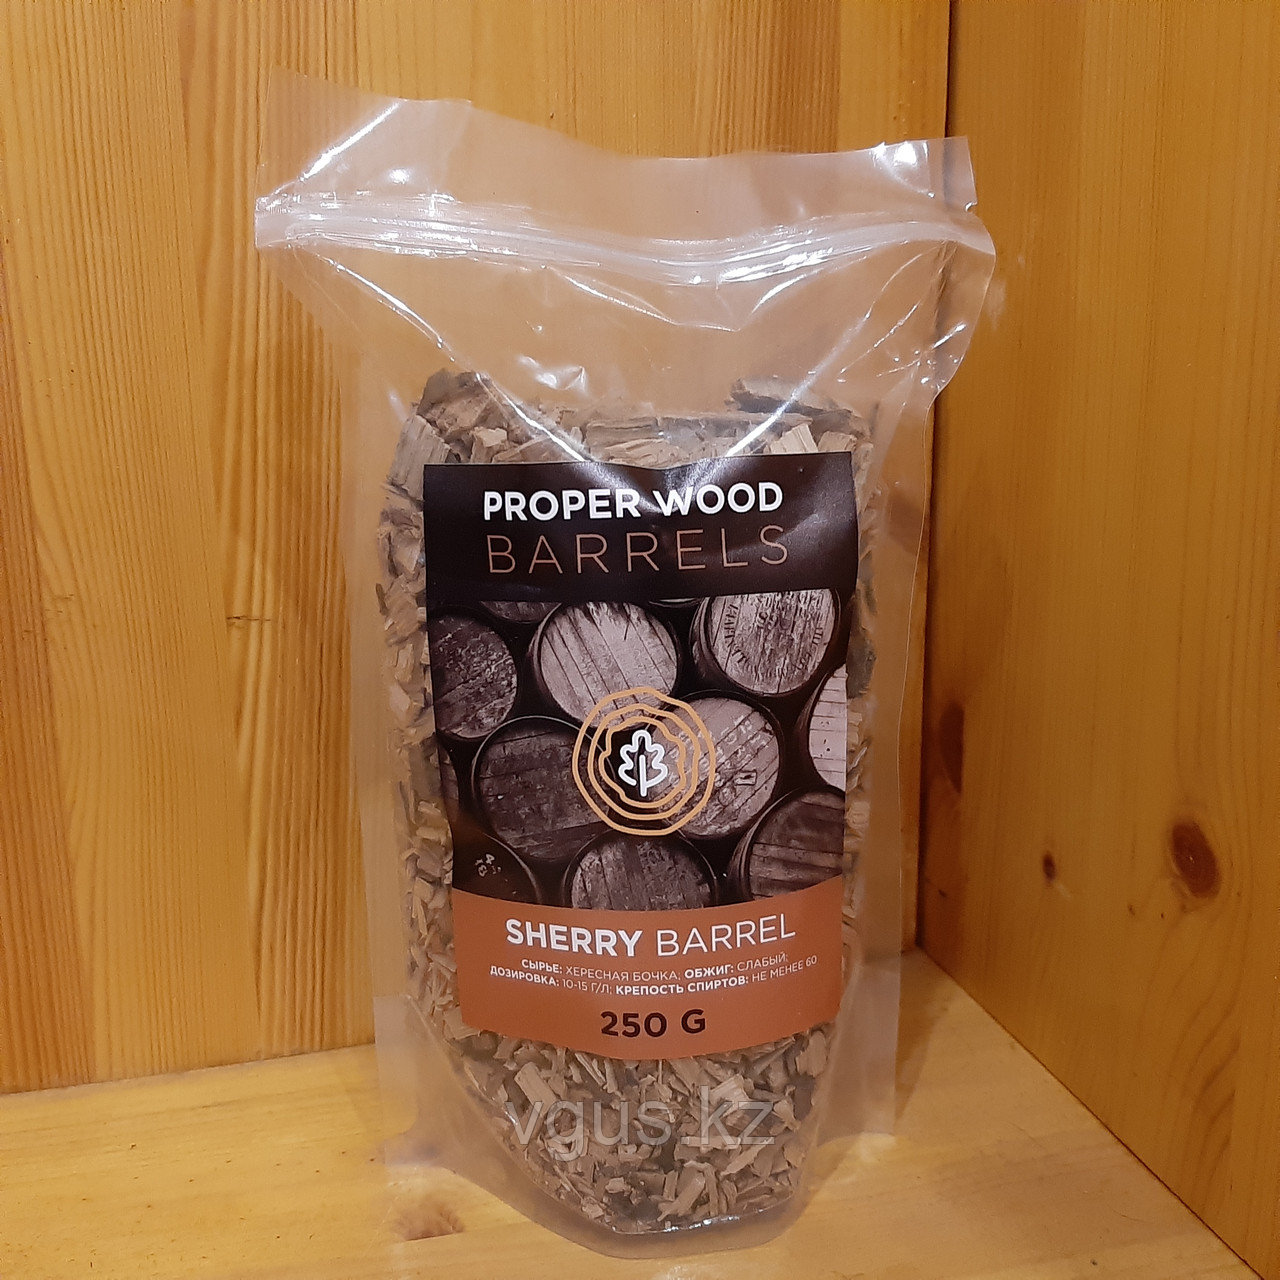 PROPER WOOD
BARRELS
SHERRY BARREL
СЫРЬЕ: ХЕРЕСНАЯ БОЧКА; ОБЖИГ: СЛАБЫЙ;
ДОЗИРОВКА: 10-15 Г/Л; КРЕПОСТЬ СПИРТОВ: НЕ МЕНЕЕ 60
250 G
vgus.kz